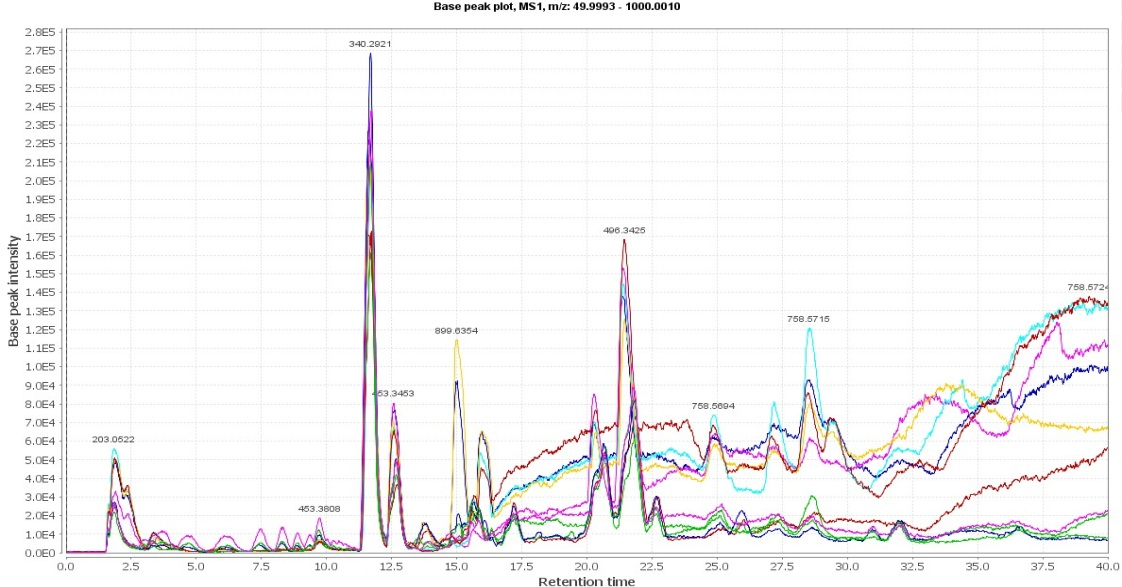 Base peak plot, MS1, m/z: 49.9993 - 1000.0010
2.8E5
2.7E5
340.2921
2.6E5
2.5E5
2.4E5
2.3E5
2.2E5
2.1E5
2.0E5
1.9E5
1.8E5
1.7E5
496.3425
1.6E5
1.5E5
1.4E5
758.5724
1.3E5
758.5715
1.2E5
899.6354
1.1E5
1.0E5
9.0E4
453.3453
8.0E4
758.5694
7.0E4
6.0E4
203.0522
5.0E4
4.0E4
3.0E4
453.3808
2.0E4
1.0E4
0.0E0
Base peak intensity
0.0 2.5 5.0 7.5 10.0 12.5 15.0 17.5 20.0 22.5 25.0 27.5 30.0 32.5 35.0 37.5 40.0
Retention time